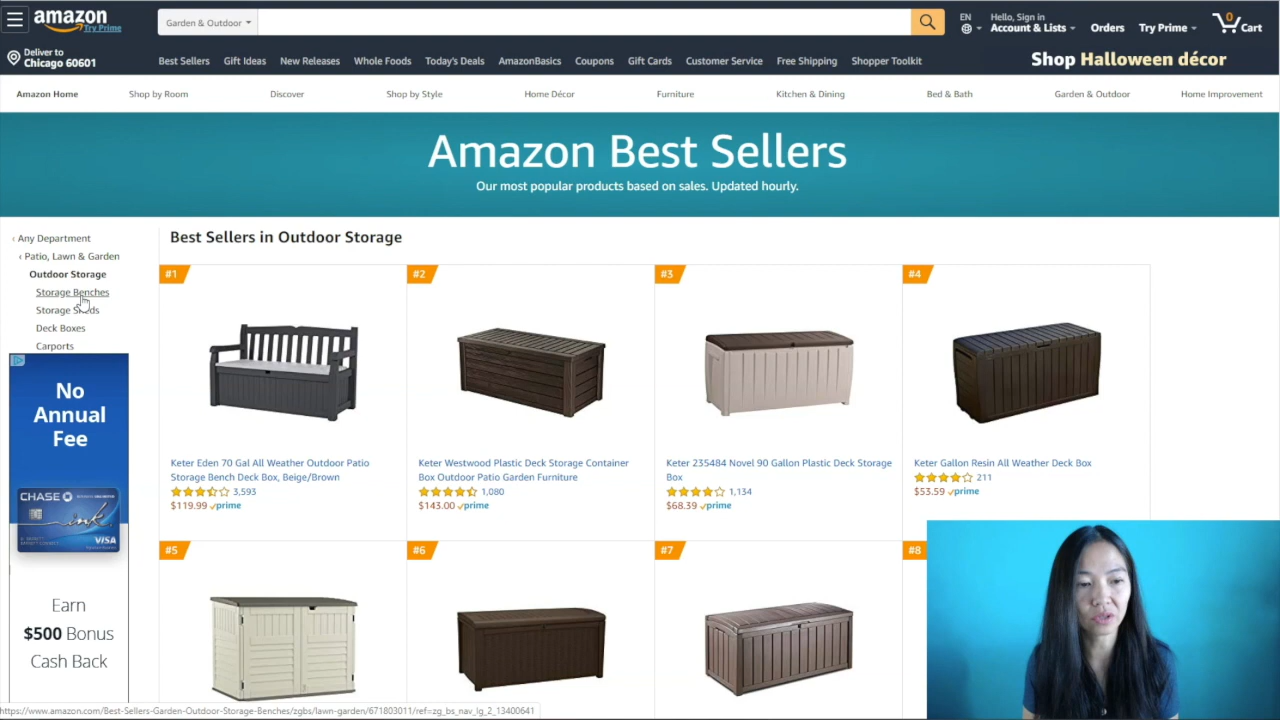 amazon
Try Prime
Garden & Outdoor
EN
Hello, Sign in
Account & Lists
Orders
Try Prime
0
Cart
Deliver to
Chicago 60601
Best Sellers Gift Ideas New Releases Whole Foods Today's Deals AmazonBasics Coupons Gift Cards Customer Service Free Shipping Shopper Toolkit
Shop Halloween décor
Amazon Home Shop by Room Discover Shop by Style Home Décor Furniture Kitchen & Dining Bed & Bath Garden & Outdoor Home Improvement
Amazon Best Sellers
Our most popular products based on sales. Updated hourly.
‹ Any Department
‹ Patio, Lawn & Garden
Outdoor Storage
Storage Benches
Storage Sheds
Deck Boxes
Carports
No
Annual
Fee
CHASE
ink
VISA
Earn
$500 Bonus
Cash Back
Best Sellers in Outdoor Storage
#1
Keter Eden 70 Gal All Weather Outdoor Patio
Storage Bench Deck Box, Beige/Brown
3,593
$119.99 prime
#2
Keter Westwood Plastic Deck Storage Container
Box Outdoor Patio Garden Furniture
1,080
$143.00 prime
#3
Keter 235484 Novel 90 Gallon Plastic Deck Storage
Box
1,134
$68.39 prime
#4
Keter Gallon Resin All Weather Deck Box
211
$53.59 prime
#5
#6
#7
#8
https://www.amazon.com/Best-Sellers-Garden-Outdoor-Storage-Benches/zgbs/lawn-garden/671803011/ref=zg_bs_nav_lg_2_13400641